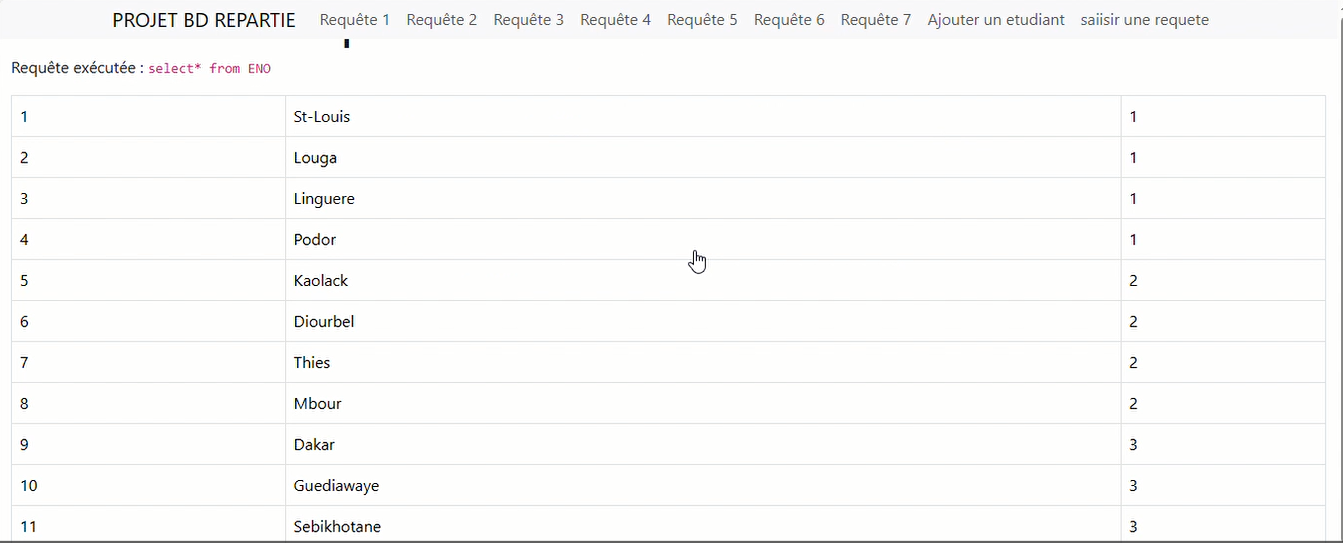 PROJET BD REPARTIE Requête 1 Requête 2 Requête 3 Requête 4 Requête 5 Requête 6 Requête 7 Ajouter un etudiant saiisir une requete
Requête exécutée : select* from ENO
1 St-Louis 1
2 Louga 1
3 Linguere 1
4 Podor 1
5 Kaolack 2
6 Diourbel 2
7 Thies 2
8 Mbour 2
9 Dakar 3
10 Guediawaye 3
11 Sebikhotane 3